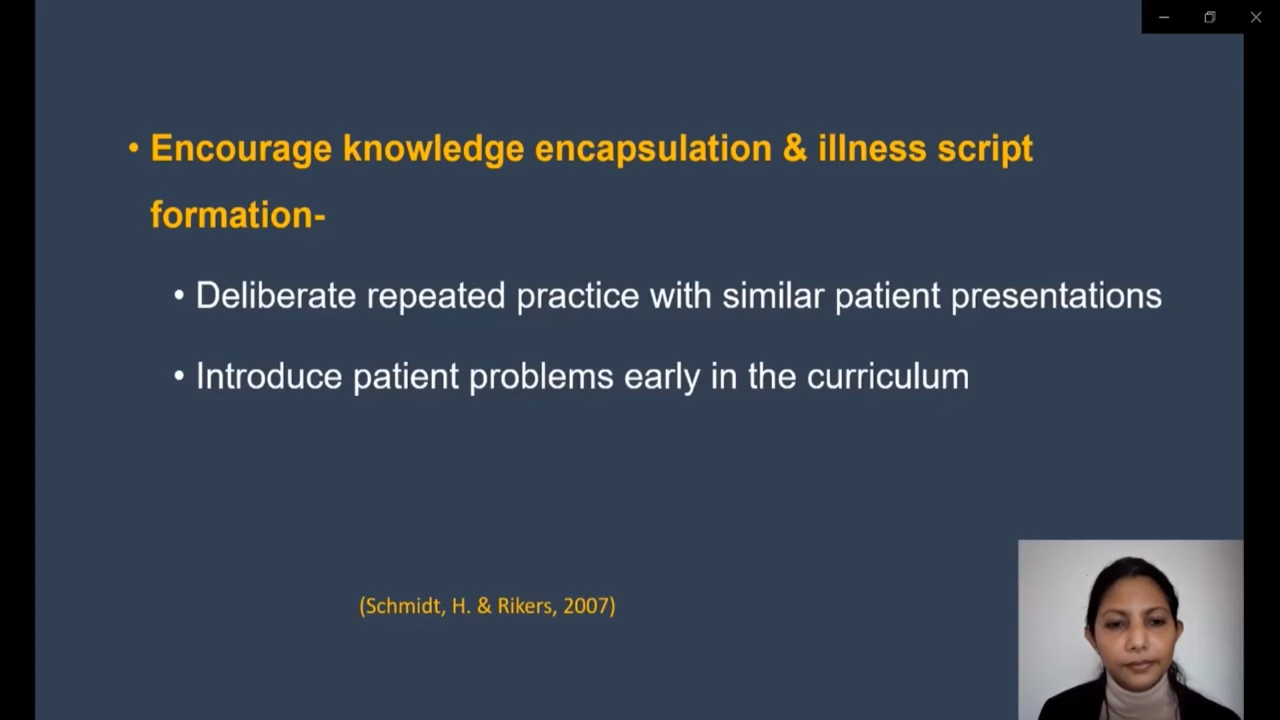 • Encourage knowledge encapsulation & illness script
formation-
• Deliberate repeated practice with similar patient presentations
• Introduce patient problems early in the curriculum
(Schmidt, H. & Rikers, 2007)